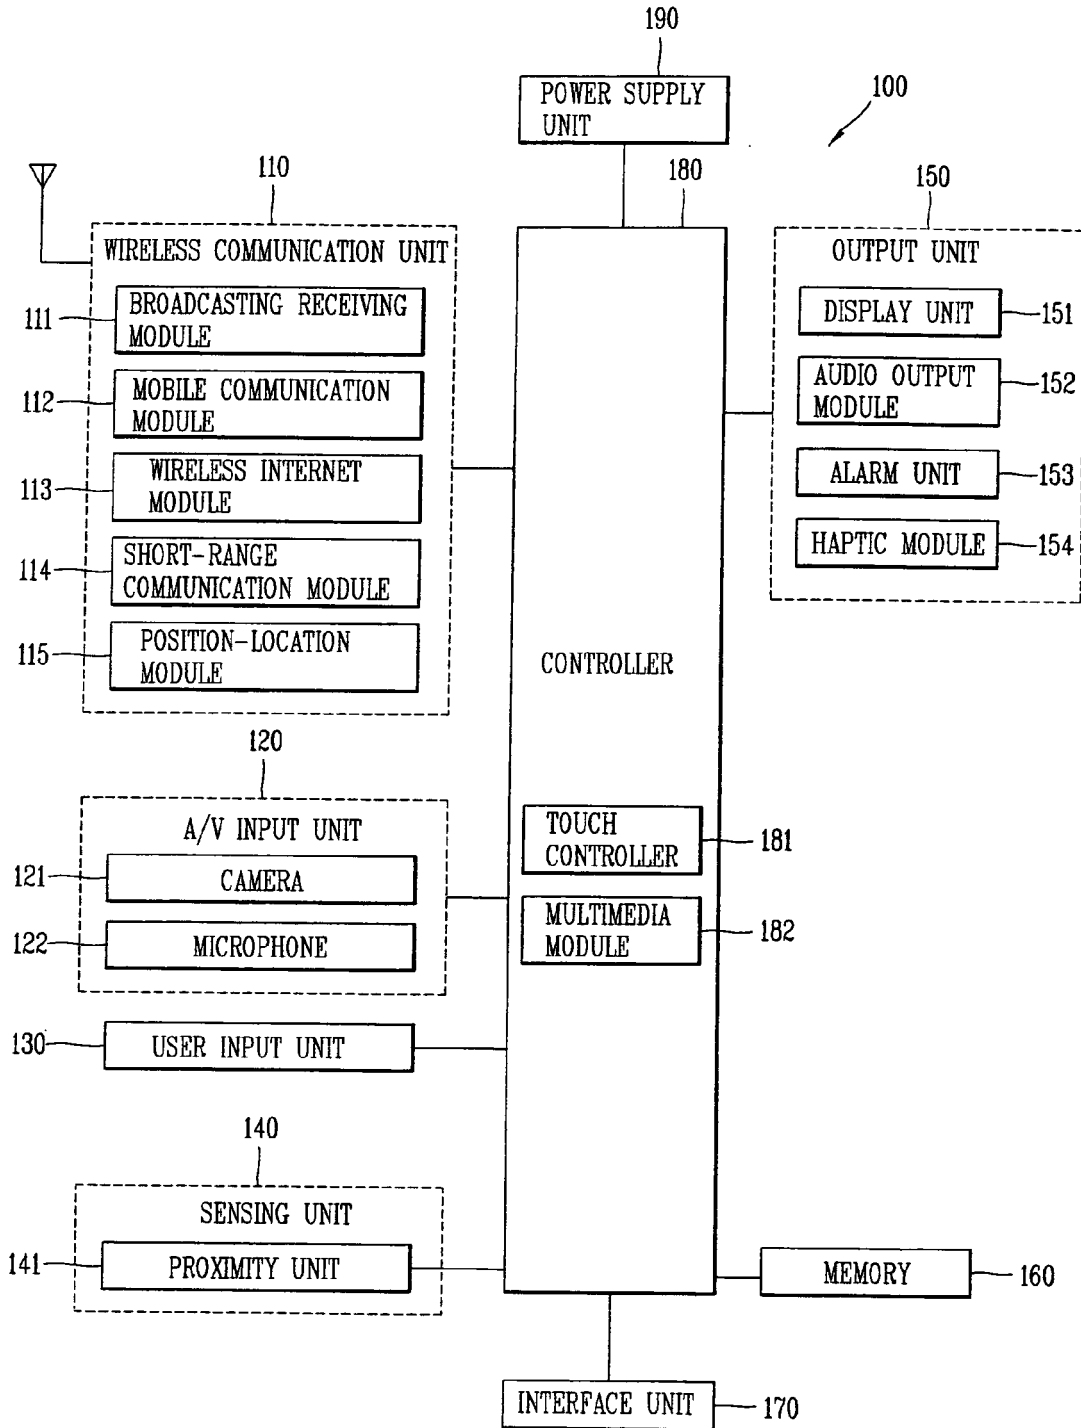 190
POWER SUPPLY
UNIT
100
110
180
150
WIRELESS COMMUNICATION UNIT
111
BROADCASTING RECEIVING
MODULE
112
MOBILE COMMUNICATION
MODULE
113
WIRELESS INTERNET
MODULE
114
SHORT-RANGE
COMMUNICATION MODULE
115
POSITION-LOCATION
MODULE
OUTPUT UNIT
DISPLAY UNIT
151
AUDIO OUTPUT
MODULE
152
ALARM UNIT
153
HAPTIC MODULE
154
CONTROLLER
120
A/V INPUT UNIT
121
CAMERA
122
MICROPHONE
TOUCH
CONTROLLER
181
MULTIMEDIA
MODULE
182
130
USER INPUT UNIT
140
SENSING UNIT
141
PROXIMITY UNIT
MEMORY
160
INTERFACE UNIT
170